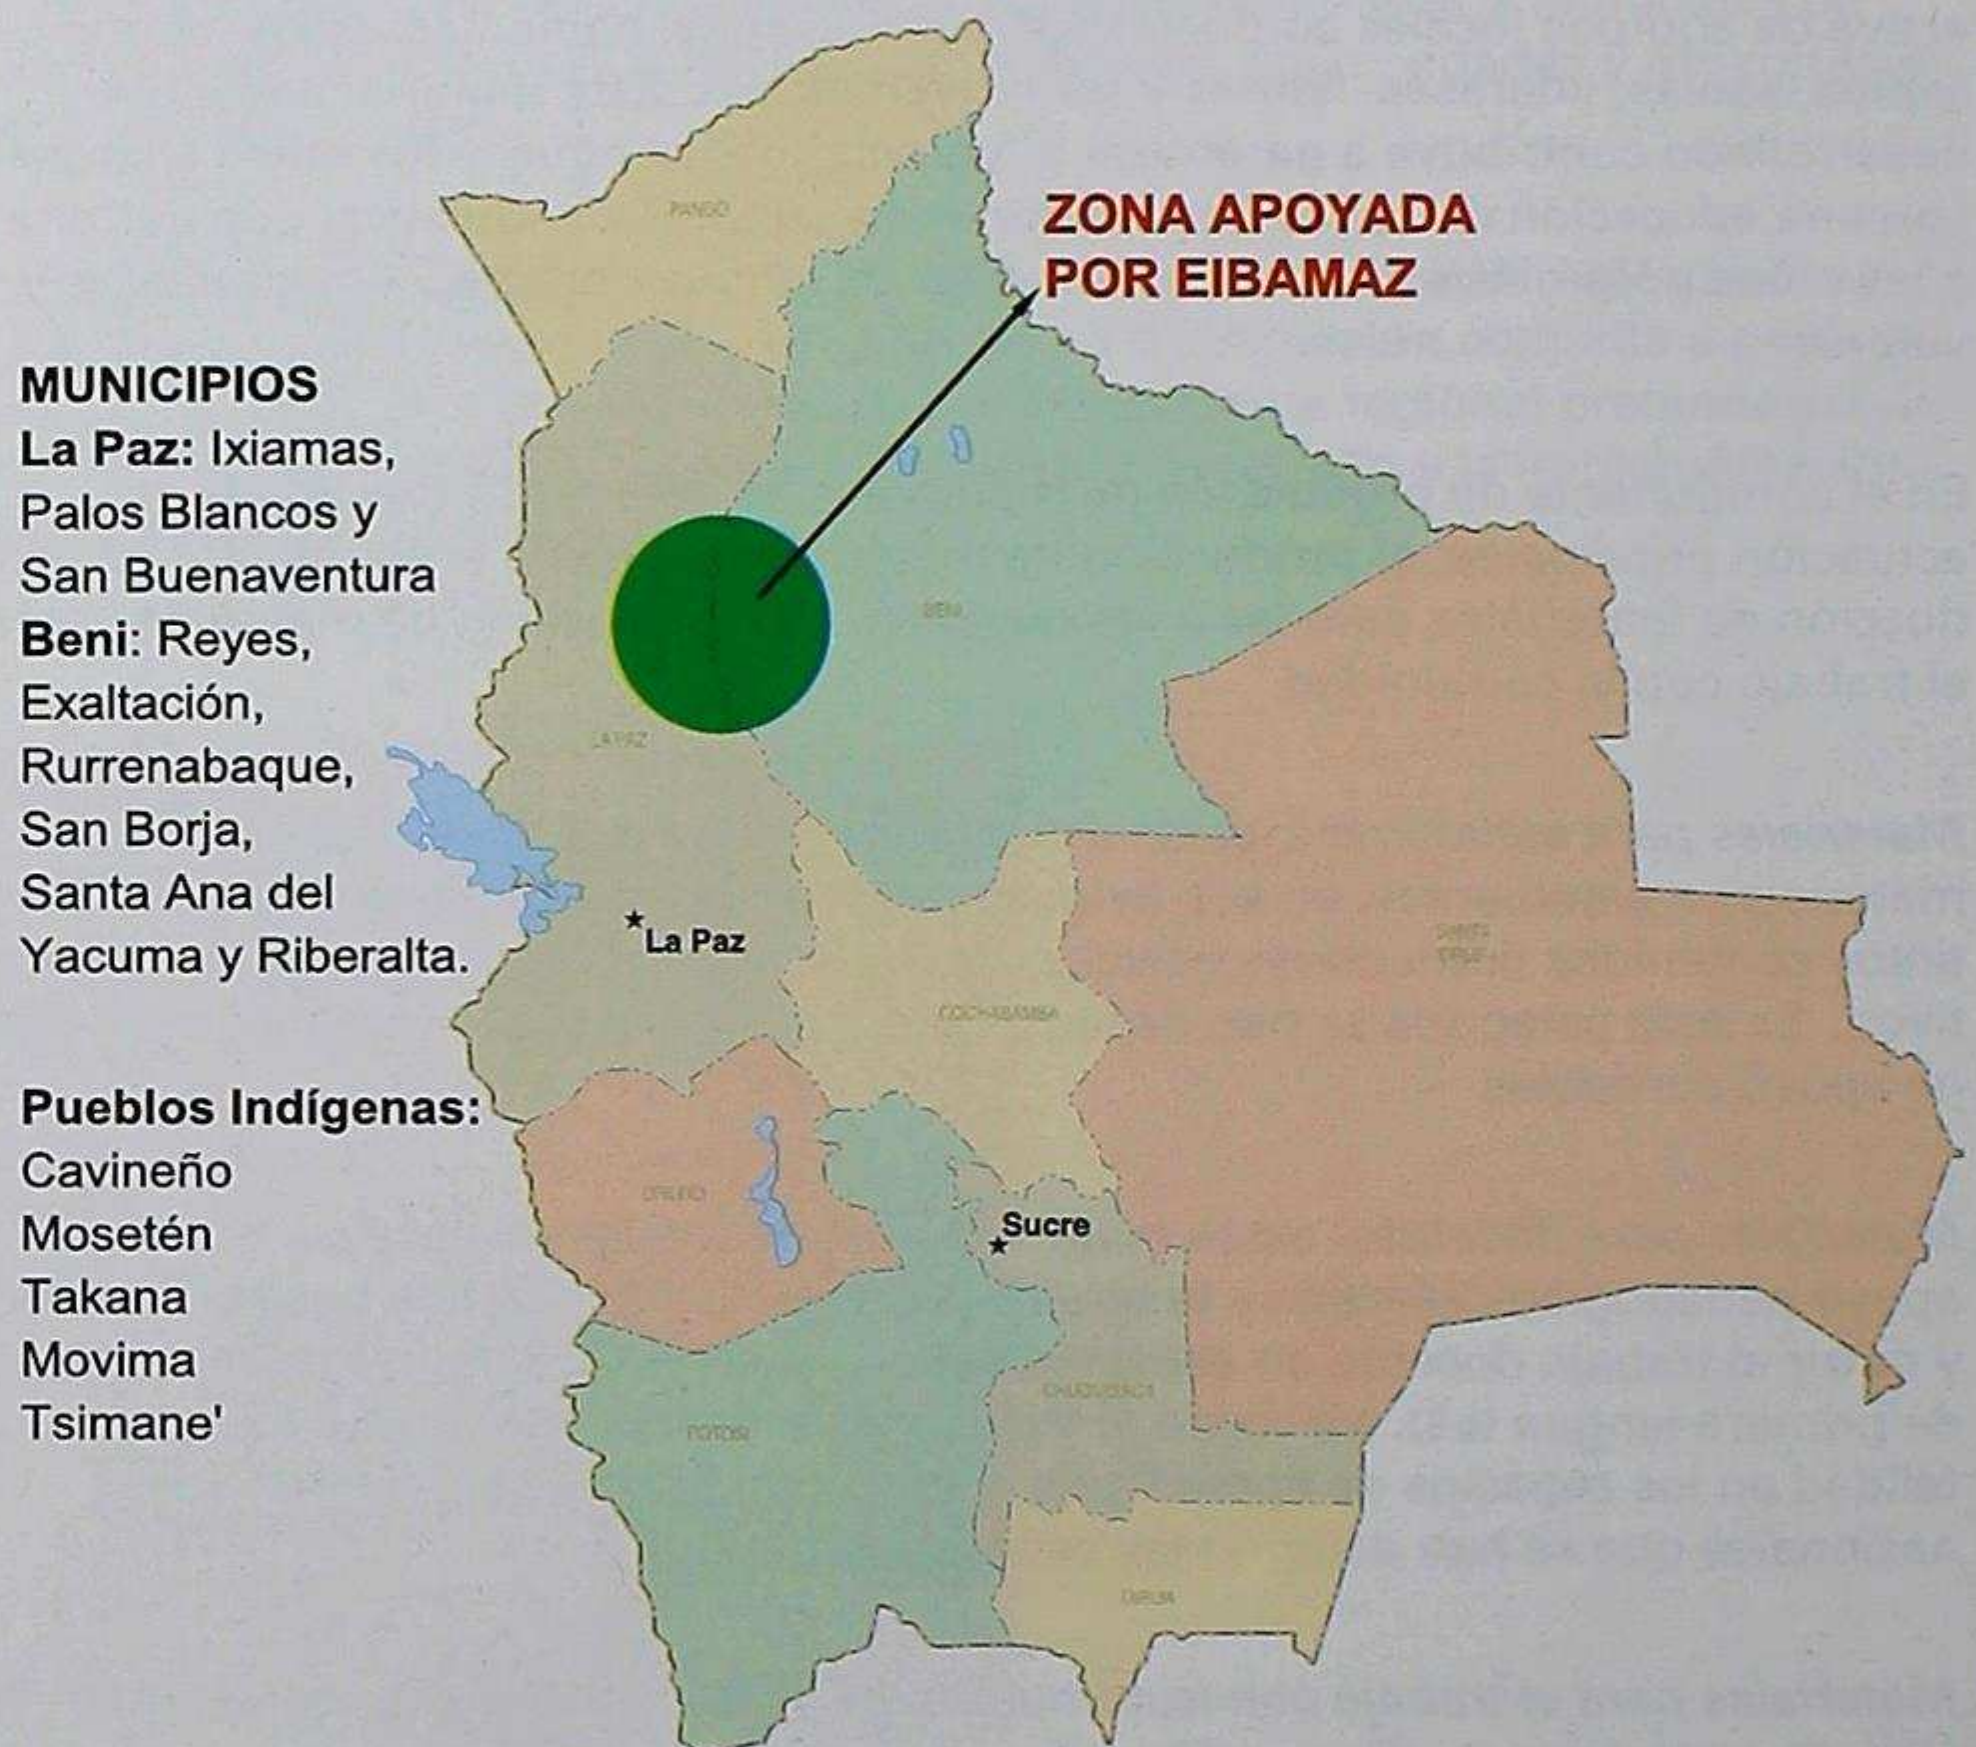 ZONA APOYADA
POR EIBAMAZ
MUNICIPIOS
La Paz: Ixiamas,
Palos Blancos y
San Buenaventura
Beni: Reyes,
Exaltación,
Rurrenabaque,
San Borja,
Santa Ana del
Yacuma y Riberalta.
Pueblos Indígenas:
Cavineño
Mosetén
Takana
Movima
Tsimane'
PANDO
BENI
LA PAZ
La Paz
SANTA
CRUZ
COCHABAMBA
ORURO
Sucre
CHUQUISACA
POTOSI
TARIJA